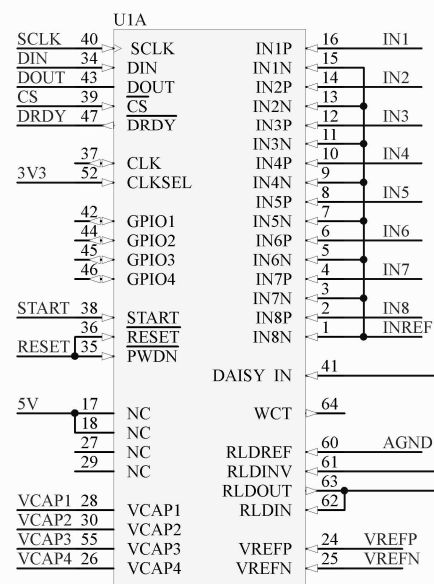 U1A
SCLK 40 SCLK IN1P 16 IN1
DIN 34 DIN IN1N 15
DOUT 43 DOUT IN2P 14 IN2
CS 39 CS IN2N 13
DRDY 47 DRDY IN3P 12 IN3
IN3N 11
37 CLK IN4P 10 IN4
3V3 52 CLKSEL IN4N 9
IN5P 8 IN5
42 GPIO1 IN5N 7
44 GPIO2 IN6P 6 IN6
45 GPIO3 IN6N 5
46 GPIO4 IN7P 4 IN7
IN7N 3
START 38 START IN8P 2 IN8
36 RESET IN8N 1 INREF
RESET 35 PWDN
DAISY IN 41
5V 17 NC WCT 64
18 NC
27 NC RLDREF 60 AGND
29 NC RLDINV 61
RLDOUT 63
VCAP1 28 VCAP1 RLDIN 62
VCAP2 30 VCAP2
VCAP3 55 VCAP3 VREFP 24 VREFP
VCAP4 26 VCAP4 VREFN 25 VREFN